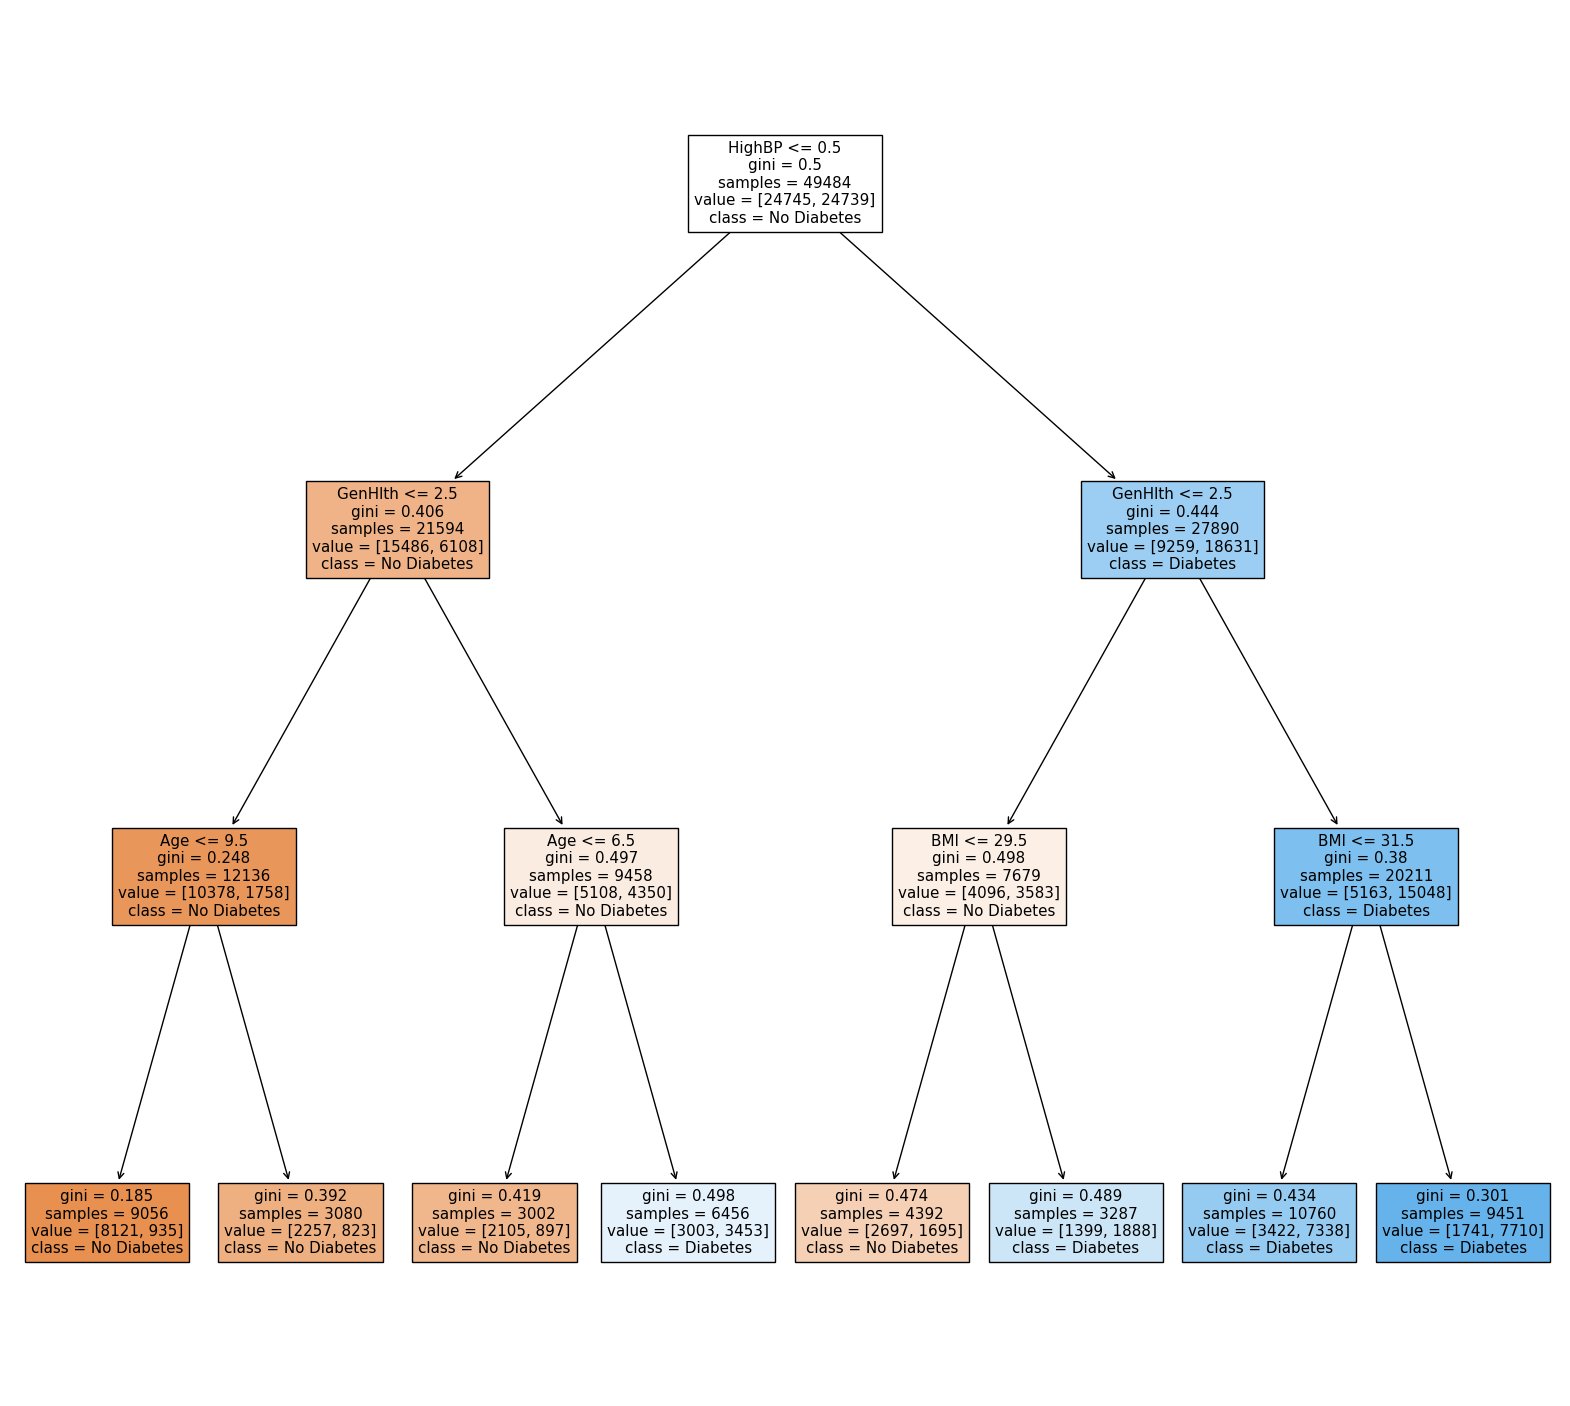 HighBP <= 0.5
gini = 0.5
samples = 49484
value = [24745, 24739]
class = No Diabetes
GenHlth <= 2.5
gini = 0.406
samples = 21594
value = [15486, 6108]
class = No Diabetes
GenHlth <= 2.5
gini = 0.444
samples = 27890
value = [9259, 18631]
class = Diabetes
Age <= 9.5
gini = 0.248
samples = 12136
value = [10378, 1758]
class = No Diabetes
Age <= 6.5
gini = 0.497
samples = 9458
value = [5108, 4350]
class = No Diabetes
BMI <= 29.5
gini = 0.498
samples = 7679
value = [4096, 3583]
class = No Diabetes
BMI <= 31.5
gini = 0.38
samples = 20211
value = [5163, 15048]
class = Diabetes
gini = 0.185
samples = 9056
value = [8121, 935]
class = No Diabetes
gini = 0.392
samples = 3080
value = [2257, 823]
class = No Diabetes
gini = 0.419
samples = 3002
value = [2105, 897]
class = No Diabetes
gini = 0.498
samples = 6456
value = [3003, 3453]
class = Diabetes
gini = 0.474
samples = 4392
value = [2697, 1695]
class = No Diabetes
gini = 0.489
samples = 3287
value = [1399, 1888]
class = Diabetes
gini = 0.434
samples = 10760
value = [3422, 7338]
class = Diabetes
gini = 0.301
samples = 9451
value = [1741, 7710]
class = Diabetes